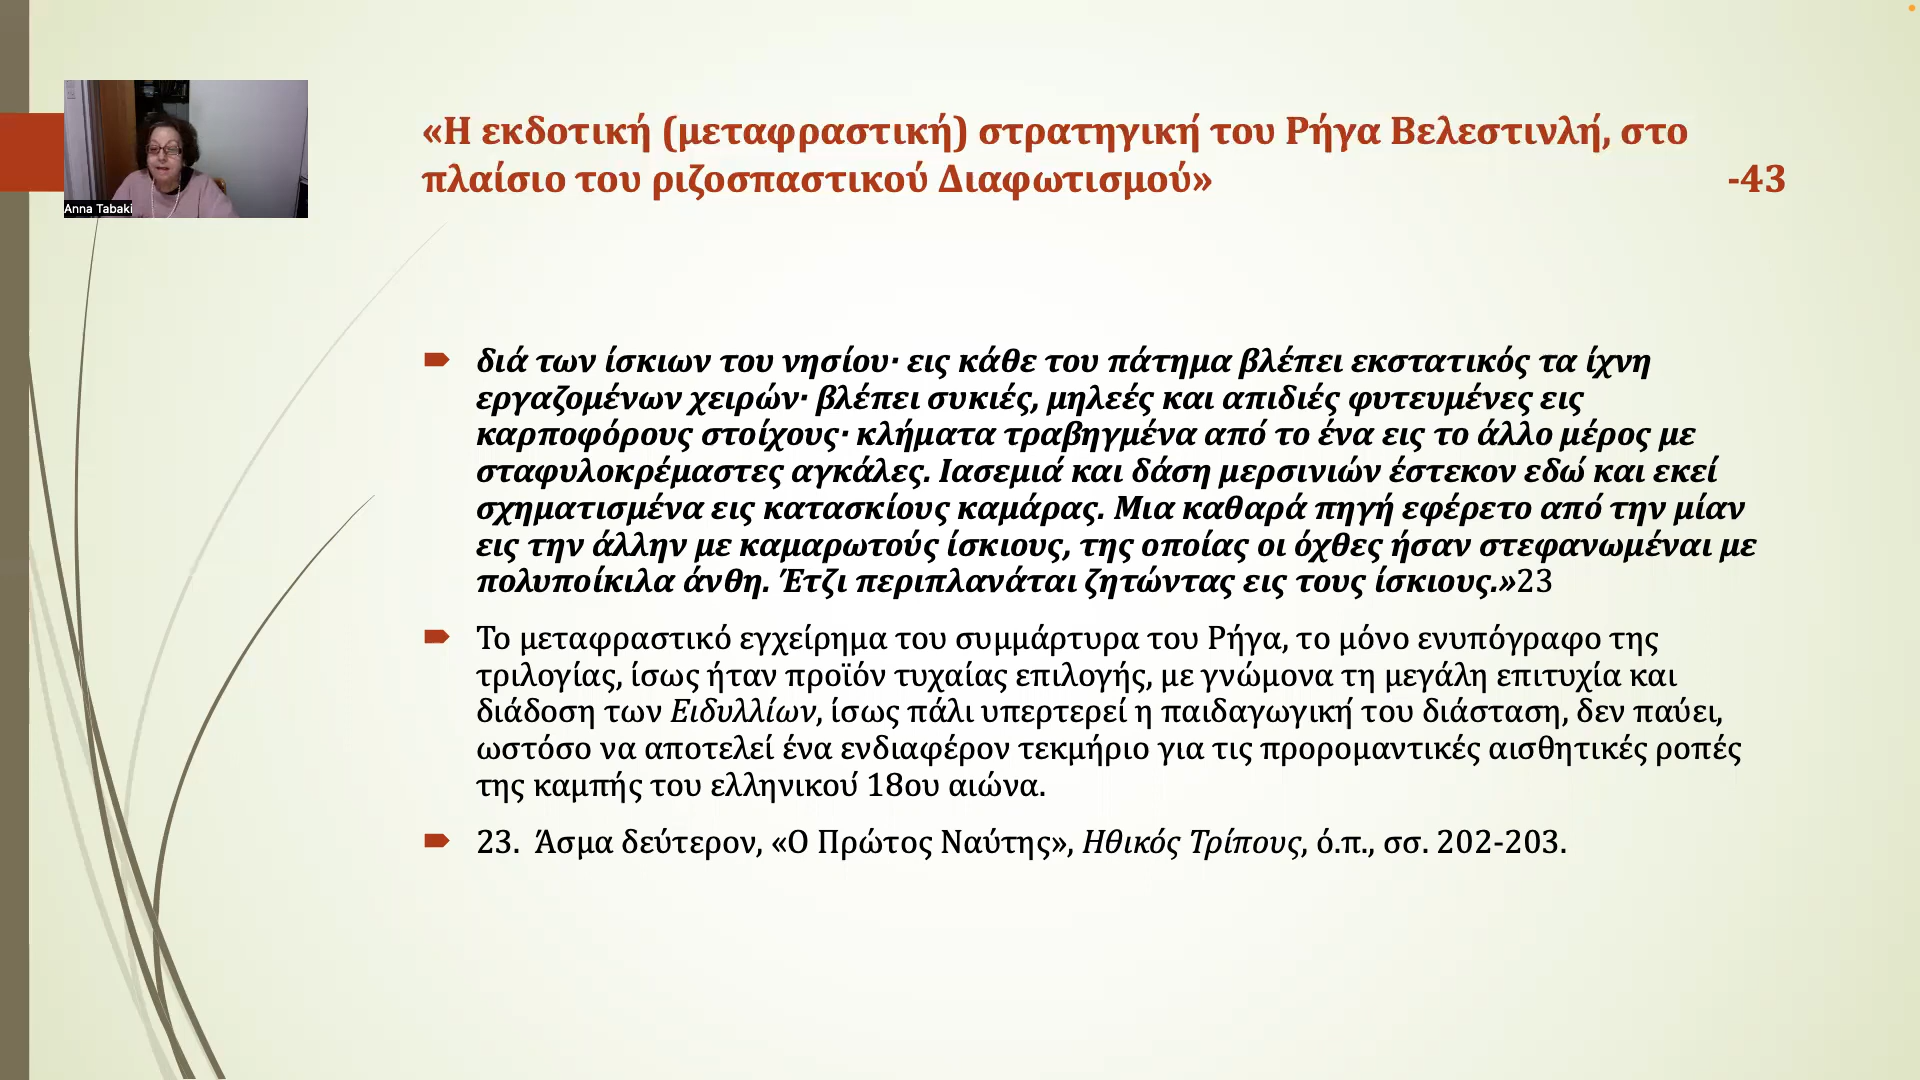 «Η εκδοτική (μεταφραστική) στρατηγική του Ρήγα Βελεστινλή, στο
πλαίσιο του ριζοσπαστικού Διαφωτισμού» -43
Anna Tabaki
διά των ίσκιων του νησίου· εις κάθε του πάτημα βλέπει εκστατικός τα ίχνη
εργαζομένων χειρών· βλέπει συκιές, μηλεές και απιδιές φυτευμένες εις
καρποφόρους στοίχους· κλήματα τραβηγμένα από το ένα εις το άλλο μέρος με
σταφυλοκρέμαστες αγκάλες. Ιασεμιά και δάση μερσινιών έστεκον εδώ και εκεί
σχηματισμένα εις κατασκίους καμάρας. Μια καθαρά πηγή εφέρετο από την μίαν
εις την άλλην με καμαρωτούς ίσκιους, της οποίας οι όχθες ήσαν στεφανωμέναι με
πολυποίκιλα άνθη. Έτζι περιπλανάται ζητώντας εις τους ίσκιους.»23
Το μεταφραστικό εγχείρημα του συμμάρτυρα του Ρήγα, το μόνο ενυπόγραφο της
τριλογίας, ίσως ήταν προϊόν τυχαίας επιλογής, με γνώμονα τη μεγάλη επιτυχία και
διάδοση των Ειδυλλίων, ίσως πάλι υπερτερεί η παιδαγωγική του διάσταση, δεν παύει,
ωστόσο να αποτελεί ένα ενδιαφέρον τεκμήριο για τις προρομαντικές αισθητικές ροπές
της καμπής του ελληνικού 18ου αιώνα.
23. Άσμα δεύτερον, «Ο Πρώτος Ναύτης», Ηθικός Τρίπους, ό.π., σσ. 202-203.